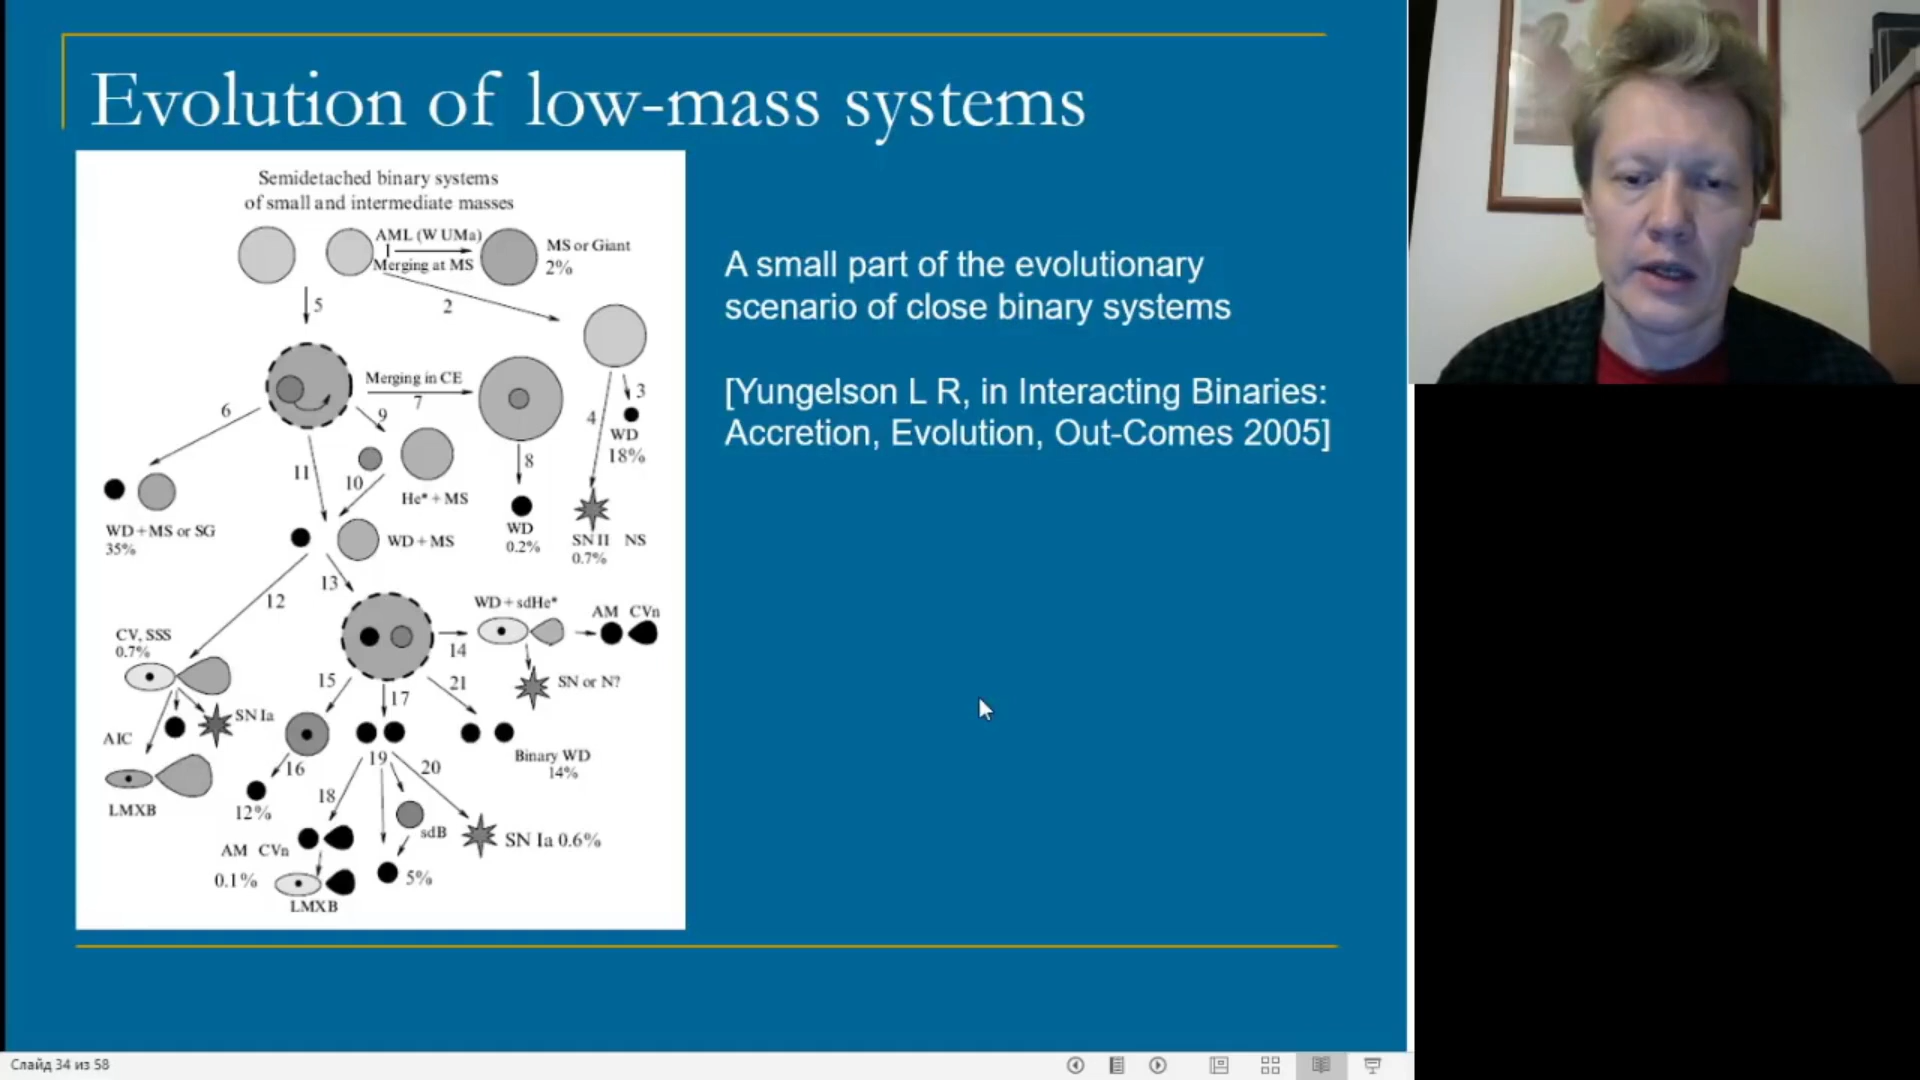 Evolution of low-mass systems
Semidetached binary systems
of small and intermediate masses
AML (W UMa)
1
Merging at MS
MS or Giant
2%
5
2
Merging in CE
7
3
4
WD
18%
6
9
8
11
10
He* + MS
WD + MS or SG
35%
WD + MS
WD
0.2%
SN II NS
0.7%
13
12
WD + sdHe*
AM CVn
14
CV, SSS
0.7%
15
17
21
SN or N?
SN Ia
AIC
16
19
20
Binary WD
14%
LMXB
12%
18
sdB
SN Ia 0.6%
AM CVn
0.1%
5%
LMXB
A small part of the evolutionary
scenario of close binary systems
[Yungelson L R, in Interacting Binaries:
Accretion, Evolution, Out-Comes 2005]
Слайд 34 из 58